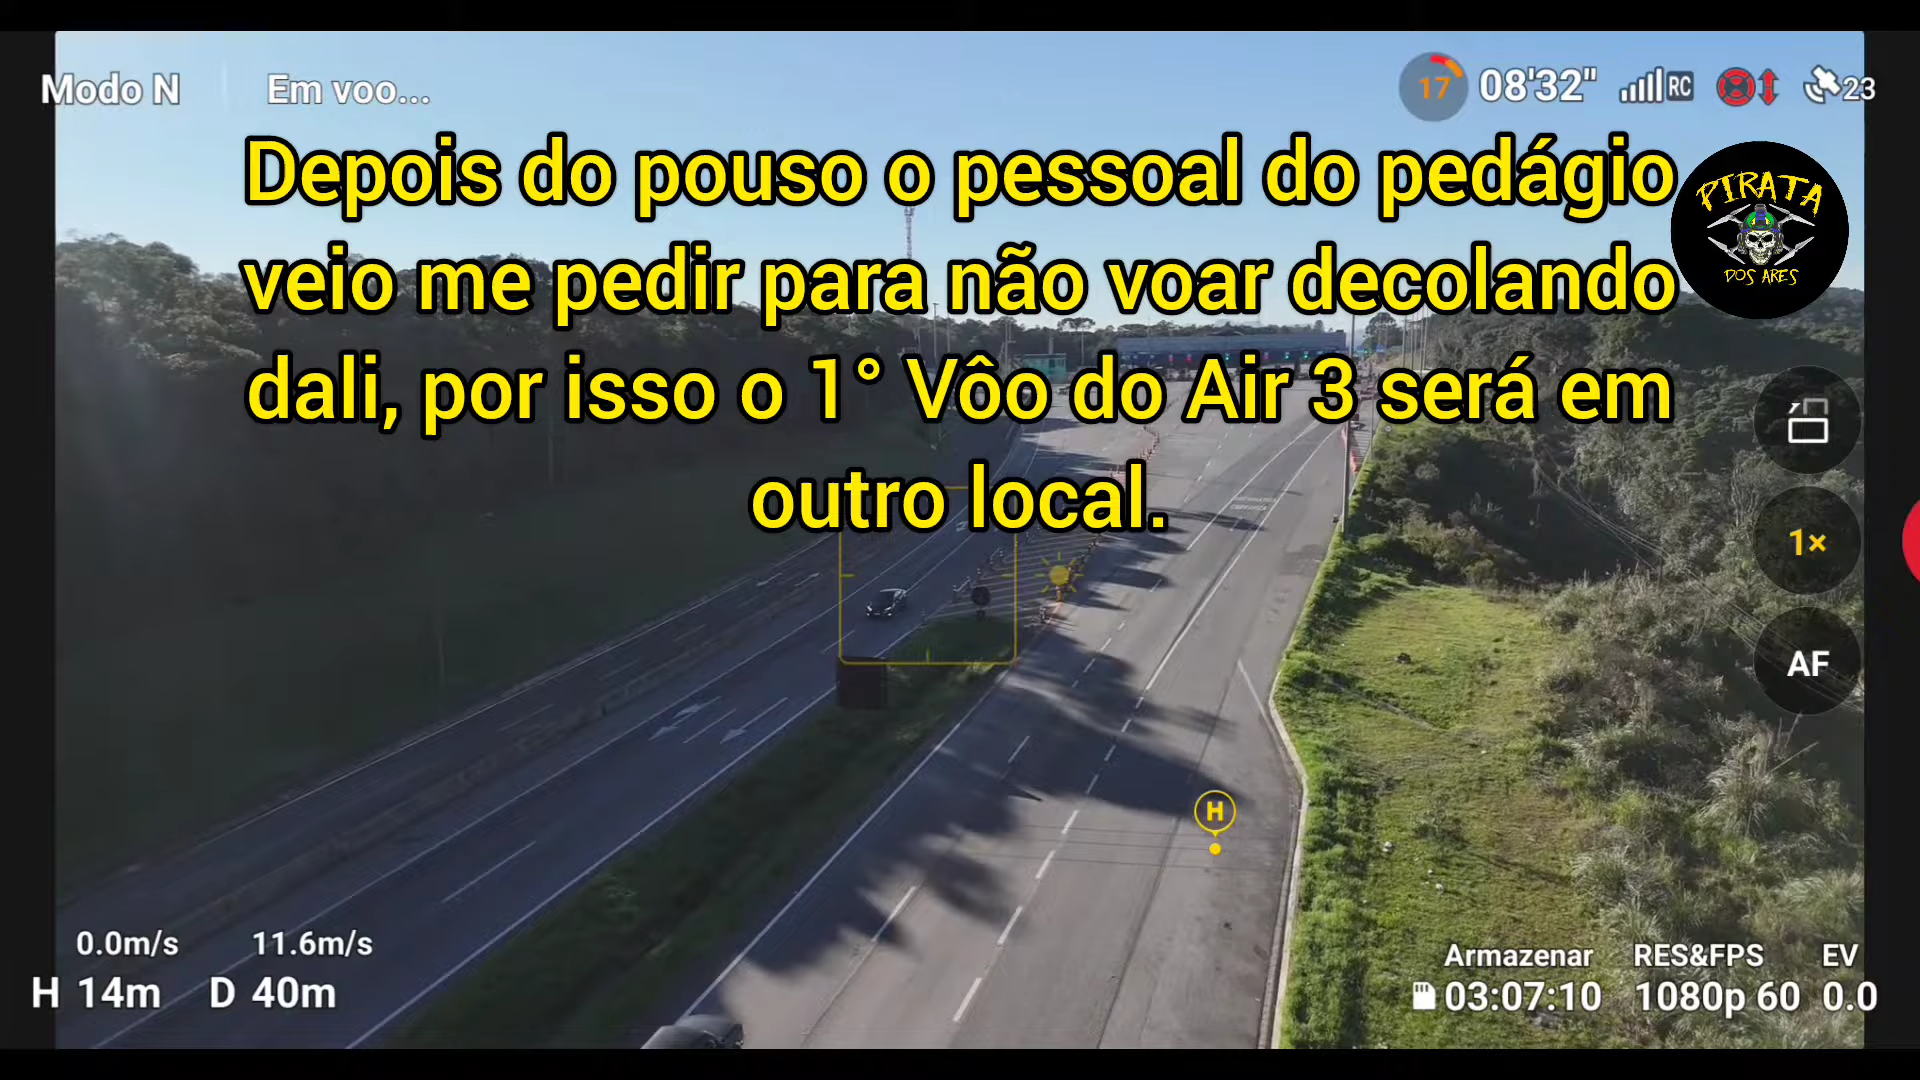 Modo N
Em voo...
17
08'32"
RC
23
Depois do pouso o pessoal do pedágio
veio me pedir para não voar decolando
dali, por isso o 1° Vôo do Air 3 será em
outro local.
PIRATA
DOS ARES
1×
AF
H
0.0m/s
11.6m/s
H 14m
D 40m
Armazenar
RES&FPS
EV
03:07:10
1080p 60
0.0